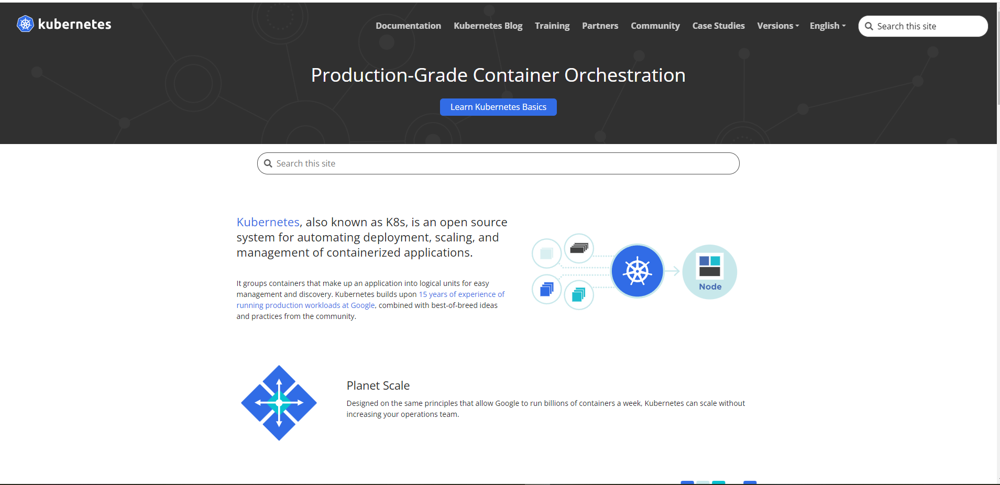 kubernetes
Documentation Kubernetes Blog Training Partners Community Case Studies Versions English Search this site
Production-Grade Container Orchestration
Learn Kubernetes Basics
Search this site
Kubernetes, also known as K8s, is an open source
system for automating deployment, scaling, and
management of containerized applications.
It groups containers that make up an application into logical units for easy
management and discovery. Kubernetes builds upon 15 years of experience of
running production workloads at Google, combined with best-of-breed ideas
and practices from the community.
Node
Planet Scale
Designed on the same principles that allow Google to run billions of containers a week, Kubernetes can scale without
increasing your operations team.